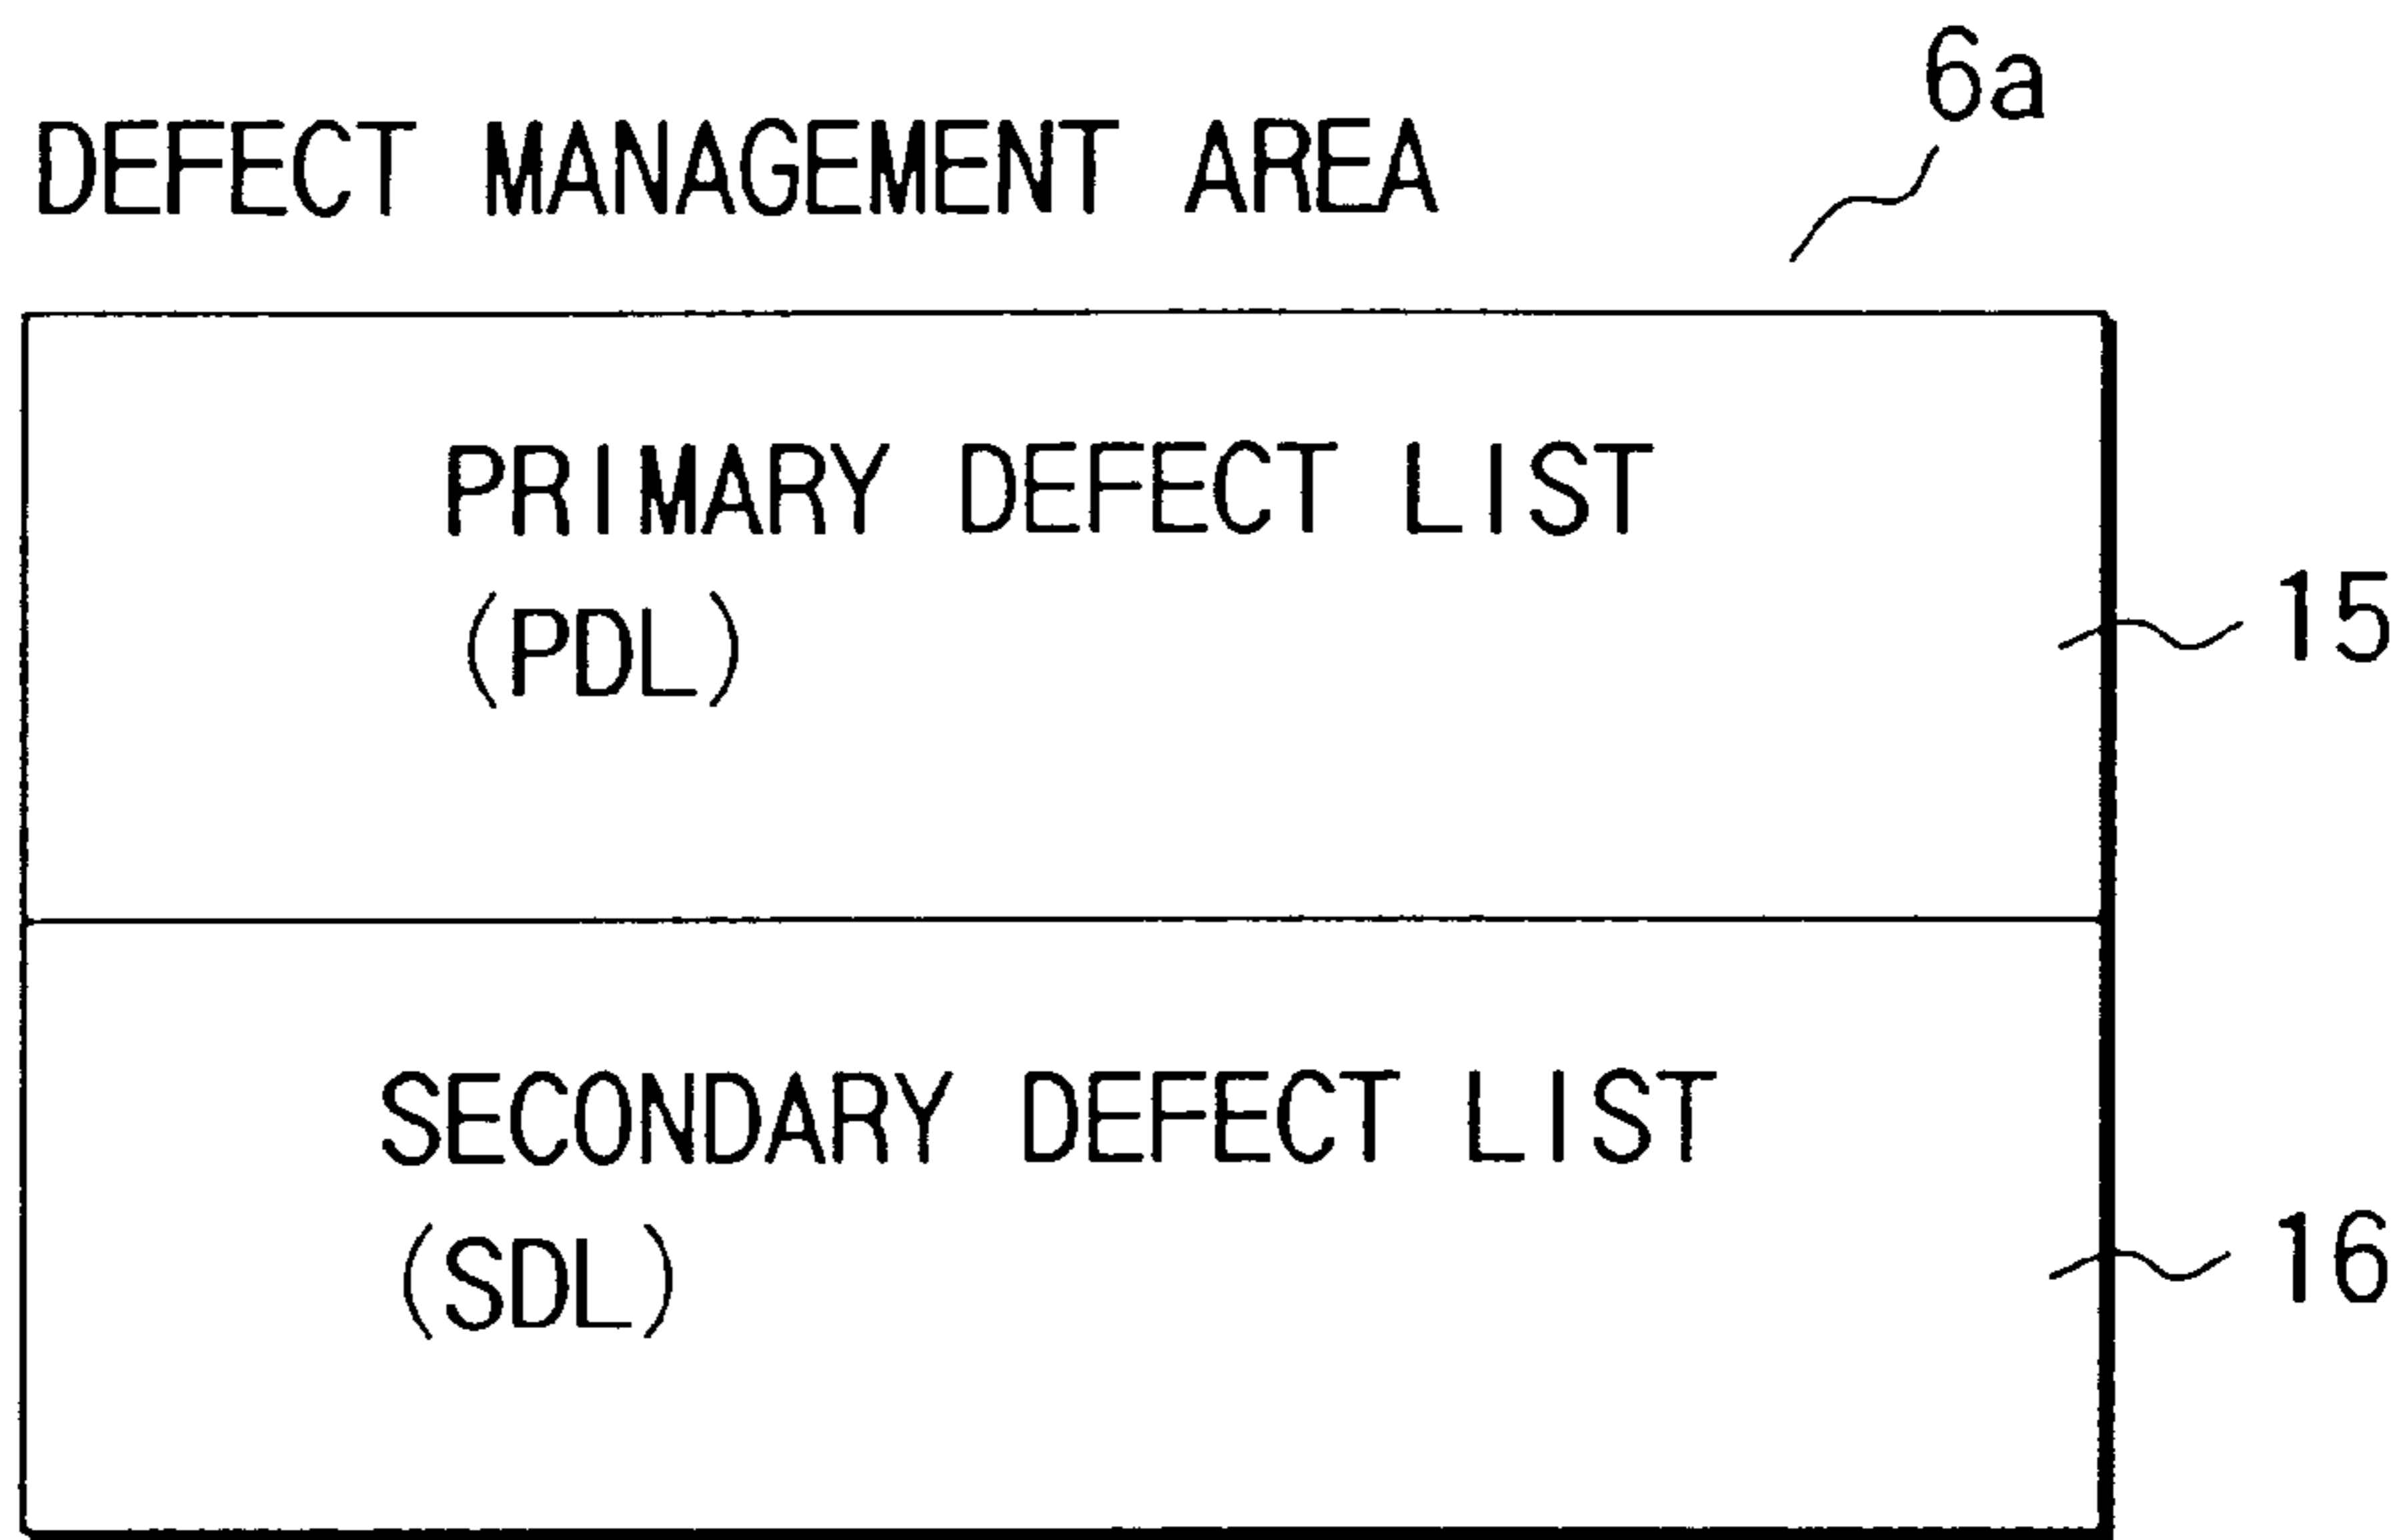 6a
DEFECT MANAGEMENT AREA
PRIMARY DEFECT LIST
(PDL)
15
SECONDARY DEFECT LIST
(SDL)
16